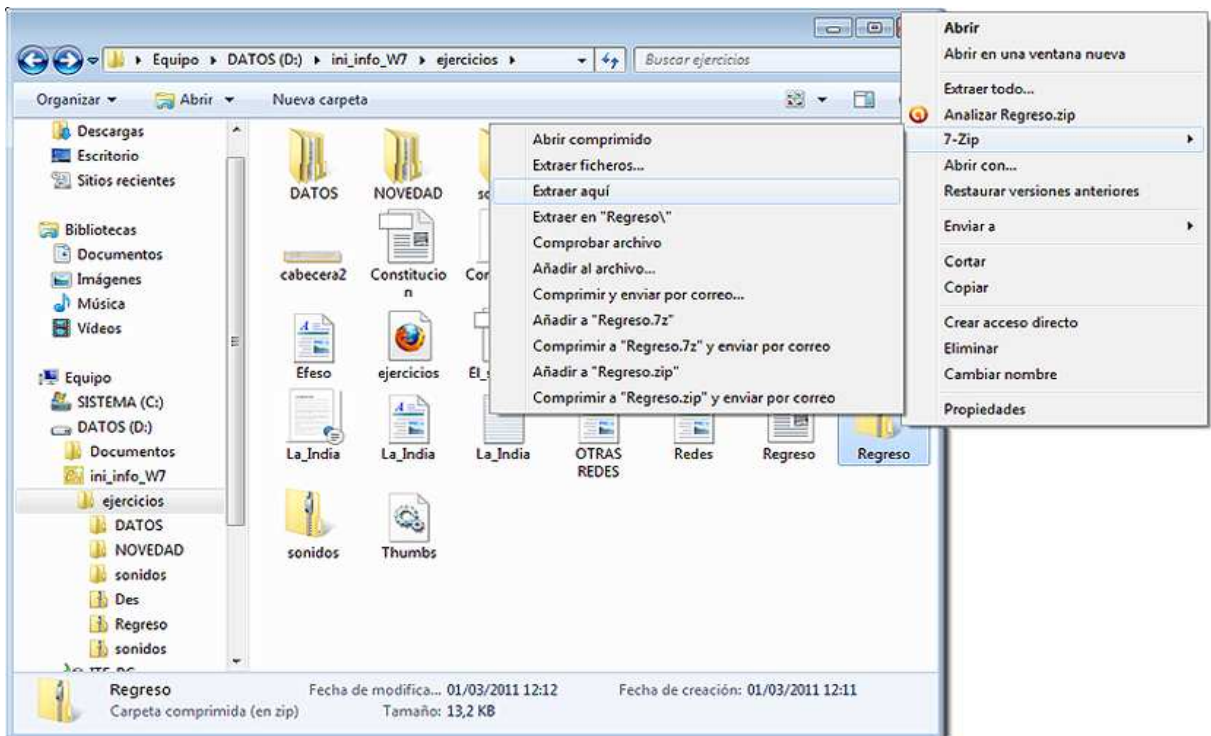 Equipo ▸ DATOS (D:) ▸ ini_info_W7 ▸ ejercicios ▸
Buscar ejercicios
Organizar
Abrir
Nueva carpeta
Descargas
Escritorio
Sitios recientes
Bibliotecas
Documentos
Imágenes
Música
Vídeos
Equipo
SISTEMA (C:)
DATOS (D:)
Documentos
ini_info_W7
ejercicios
DATOS
NOVEDAD
sonidos
Des
Regreso
sonidos
DATOS
NOVEDAD
cabecera2
Constitucio
n
Efeso
ejercicios
La_India
La_India
La_India
OTRAS
REDES
Redes
Regreso
Regreso
sonidos
Thumbs
Abrir comprimido
Extraer ficheros...
Extraer aquí
Extraer en "Regreso\"
Comprobar archivo
Añadir al archivo...
Comprimir y enviar por correo...
Añadir a "Regreso.7z"
Comprimir a "Regreso.7z" y enviar por correo
Añadir a "Regreso.zip"
Comprimir a "Regreso.zip" y enviar por correo
Abrir
Abrir en una ventana nueva
Extraer todo...
Analizar Regreso.zip
7-Zip
Abrir con...
Restaurar versiones anteriores
Enviar a
Cortar
Copiar
Crear acceso directo
Eliminar
Cambiar nombre
Propiedades
Regreso
Fecha de modifica... 01/03/2011 12:12
Fecha de creación: 01/03/2011 12:11
Carpeta comprimida (en zip)
Tamaño: 13,2 KB